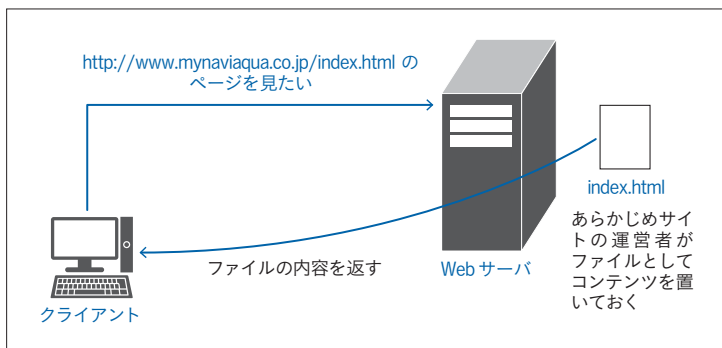 http://www.mynaviaqua.co.jp/index.html の
ページを見たい
index.html
あらかじめサイ
トの運営者が
ファイルとして
コンテンツを置
いておく
ファイルの内容を返す
Web サーバ
クライアント